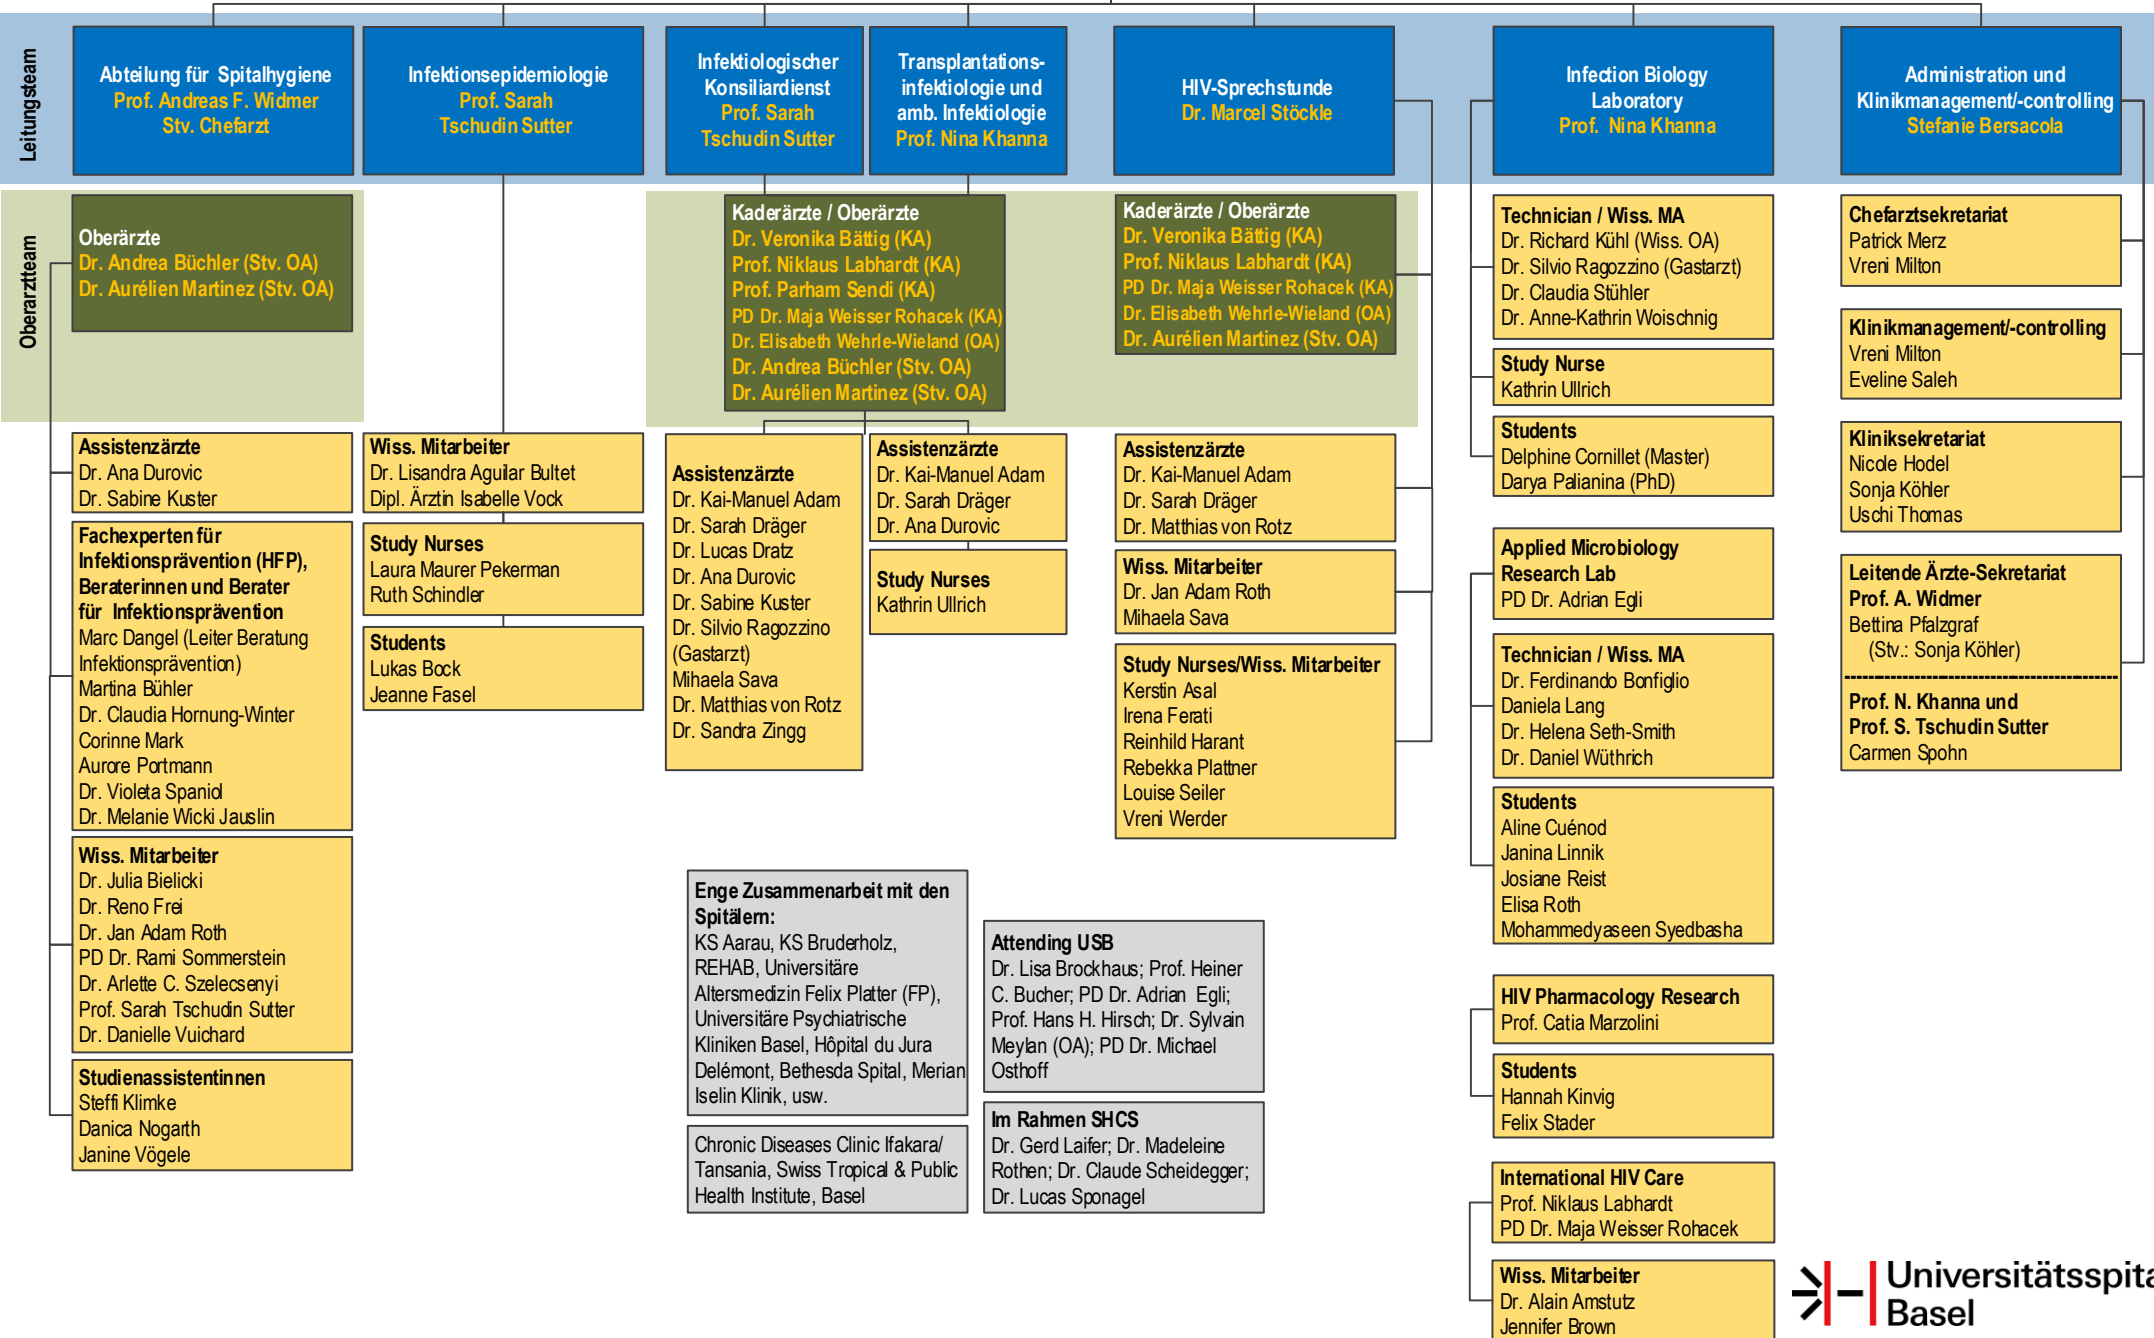 Leitungsteam
Abteilung für Spitalhygiene
Prof. Andreas F. Widmer
Stv. Chefarzt
Infektionsepidemiologie
Prof. Sarah
Tschudin Sutter
Infektiologischer
Konsiliardienst
Prof. Sarah
Tschudin Sutter
Transplantations-
infektiologie und
amb. Infektiologie
Prof. Nina Khanna
HIV-Sprechstunde
Dr. Marcel Stöckle
Infection Biology
Laboratory
Prof. Nina Khanna
Administration und
Klinikmanagement/-controlling
Stefanie Bersacola
Oberarztteam
Oberärzte
Dr. Andrea Büchler (Stv. OA)
Dr. Aurélien Martinez (Stv. OA)
Kaderärzte / Oberärzte
Dr. Veronika Bättig (KA)
Prof. Niklaus Labhardt (KA)
Prof. Parham Sendi (KA)
PD Dr. Maja Weisser Rohacek (KA)
Dr. Elisabeth Wehrle-Wieland (OA)
Dr. Andrea Büchler (Stv. OA)
Dr. Aurélien Martinez (Stv. OA)
Kaderärzte / Oberärzte
Dr. Veronika Bättig (KA)
Prof. Niklaus Labhardt (KA)
PD Dr. Maja Weisser Rohacek (KA)
Dr. Elisabeth Wehrle-Wieland (OA)
Dr. Aurélien Martinez (Stv. OA)
Assistenzärzte
Dr. Ana Durovic
Dr. Sabine Kuster
Fachexperten für
Infektionsprävention (HFP),
Beraterinnen und Berater
für Infektionsprävention
Marc Dangel (Leiter Beratung
Infektionsprävention)
Martina Bühler
Dr. Claudia Hornung-Winter
Corinne Mark
Aurore Portmann
Dr. Violeta Spaniol
Dr. Melanie Wicki Jauslin
Wiss. Mitarbeiter
Dr. Julia Bielicki
Dr. Reno Frei
Dr. Jan Adam Roth
PD Dr. Rami Sommerstein
Dr. Arlette C. Szelecsenyi
Prof. Sarah Tschudin Sutter
Dr. Danielle Vuichard
Studienassistentinnen
Steffi Klimke
Danica Nogarth
Janine Vögele
Wiss. Mitarbeiter
Dr. Lisandra Aguilar Bultet
Dipl. Ärztin Isabelle Vock
Study Nurses
Laura Maurer Pekerman
Ruth Schindler
Students
Lukas Bock
Jeanne Fasel
Assistenzärzte
Dr. Kai-Manuel Adam
Dr. Sarah Dräger
Dr. Lucas Dratz
Dr. Ana Durovic
Dr. Sabine Kuster
Dr. Silvio Ragozzino
(Gastarzt)
Mihaela Sava
Dr. Matthias von Rotz
Dr. Sandra Zingg
Assistenzärzte
Dr. Kai-Manuel Adam
Dr. Sarah Dräger
Dr. Ana Durovic
Study Nurses
Kathrin Ullrich
Assistenzärzte
Dr. Kai-Manuel Adam
Dr. Sarah Dräger
Dr. Matthias von Rotz
Wiss. Mitarbeiter
Dr. Jan Adam Roth
Mihaela Sava
Study Nurses/Wiss. Mitarbeiter
Kerstin Asal
Irena Ferati
Reinhild Harant
Rebekka Plattner
Louise Seiler
Vreni Werder
Enge Zusammenarbeit mit den
Spitälern:
KS Aarau, KS Bruderholz,
REHAB, Universitäre
Altersmedizin Felix Platter (FP),
Universitäre Psychiatrische
Kliniken Basel, Hôpital du Jura
Delémont, Bethesda Spital, Merian
Iselin Klinik, usw.
Chronic Diseases Clinic Ifakara/
Tansania, Swiss Tropical & Public
Health Institute, Basel
Attending USB
Dr. Lisa Brockhaus; Prof. Heiner
C. Bucher; PD Dr. Adrian Egli;
Prof. Hans H. Hirsch; Dr. Sylvain
Meylan (OA); PD Dr. Michael
Osthoff
Im Rahmen SHCS
Dr. Gerd Laifer; Dr. Madeleine
Rothen; Dr. Claude Scheidegger;
Dr. Lucas Sponagel
Technician / Wiss. MA
Dr. Richard Kühl (Wiss. OA)
Dr. Silvio Ragozzino (Gastarzt)
Dr. Claudia Stühler
Dr. Anne-Kathrin Woischnig
Study Nurse
Kathrin Ullrich
Students
Delphine Cornillet (Master)
Darya Palianina (PhD)
Applied Microbiology
Research Lab
PD Dr. Adrian Egli
Technician / Wiss. MA
Dr. Ferdinando Bonfiglio
Daniela Lang
Dr. Helena Seth-Smith
Dr. Daniel Wüthrich
Students
Aline Cuénod
Janina Linnik
Josiane Reist
Elisa Roth
Mohammedyaseen Syedbasha
HIV Pharmacology Research
Prof. Catia Marzolini
Students
Hannah Kinvig
Felix Stader
International HIV Care
Prof. Niklaus Labhardt
PD Dr. Maja Weisser Rohacek
Wiss. Mitarbeiter
Dr. Alain Amstutz
Jennifer Brown
Chefarztsekretariat
Patrick Merz
Vreni Milton
Klinikmanagement/-controlling
Vreni Milton
Eveline Saleh
Kliniksekretariat
Nicole Hodel
Sonja Köhler
Uschi Thomas
Leitende Ärzte-Sekretariat
Prof. A. Widmer
Bettina Pfalzgraf
(Stv.: Sonja Köhler)
Prof. N. Khanna und
Prof. S. Tschudin Sutter
Carmen Spohn
Universitätsspita
Basel